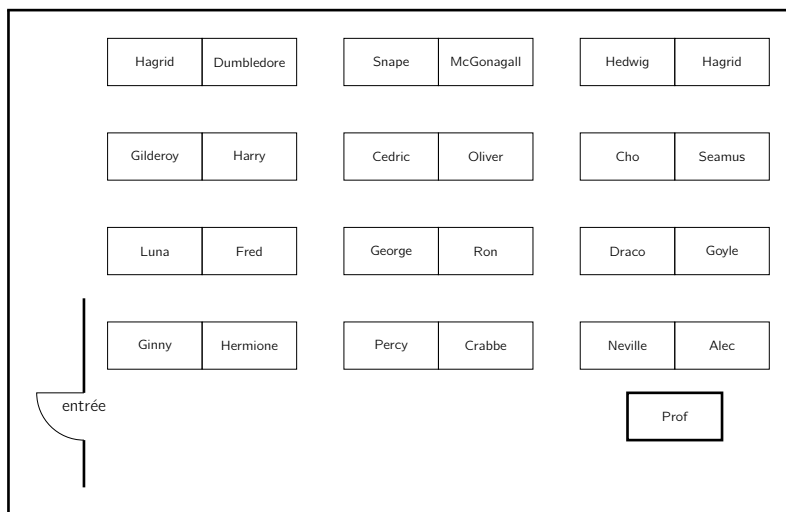 Hagrid Dumbledore Snape McGonagall Hedwig Hagrid
Gilderoy Harry Cedric Oliver Cho Seamus
Luna Fred George Ron Draco Goyle
Ginny Hermione Percy Crabbe Neville Alec
entrée
Prof